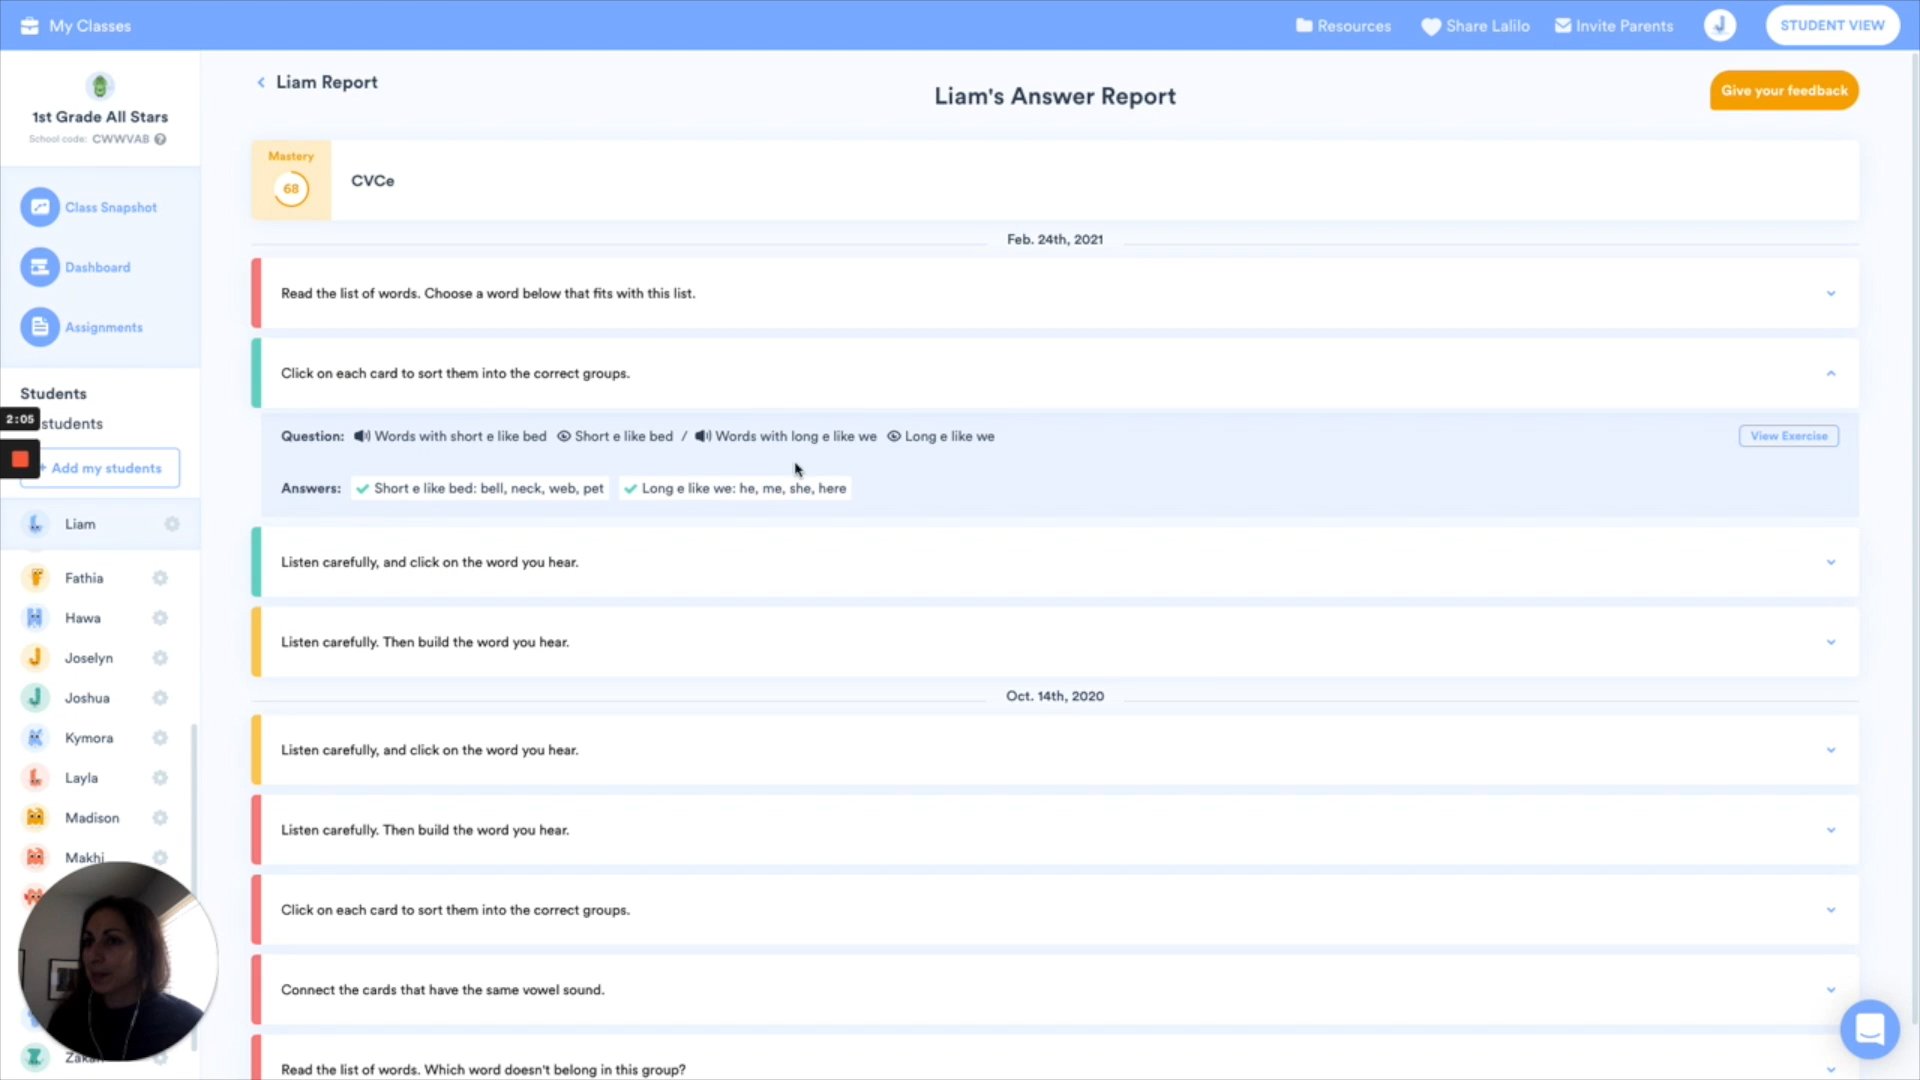 My Classes
Resources
Share Lalilo
Invite Parents
J
STUDENT VIEW
1st Grade All Stars
School code: CWWVAB
Class Snapshot
Dashboard
Assignments
Students
2:05
students
+ Add my students
Liam
Fathia
Hawa
Joselyn
Joshua
Kymora
Layla
Madison
Makhi
Liam Report
Liam's Answer Report
Give your feedback
Mastery
68
CVCe
Feb. 24th, 2021
Read the list of words. Choose a word below that fits with this list.
Click on each card to sort them into the correct groups.
Question: Words with short e like bed Short e like bed / Words with long e like we Long e like we
View Exercise
Answers: Short e like bed: bell, neck, web, pet Long e like we: he, me, she, here
Listen carefully, and click on the word you hear.
Listen carefully. Then build the word you hear.
Oct. 14th, 2020
Listen carefully, and click on the word you hear.
Listen carefully. Then build the word you hear.
Click on each card to sort them into the correct groups.
Connect the cards that have the same vowel sound.
Read the list of words. Which word doesn't belong in this group?